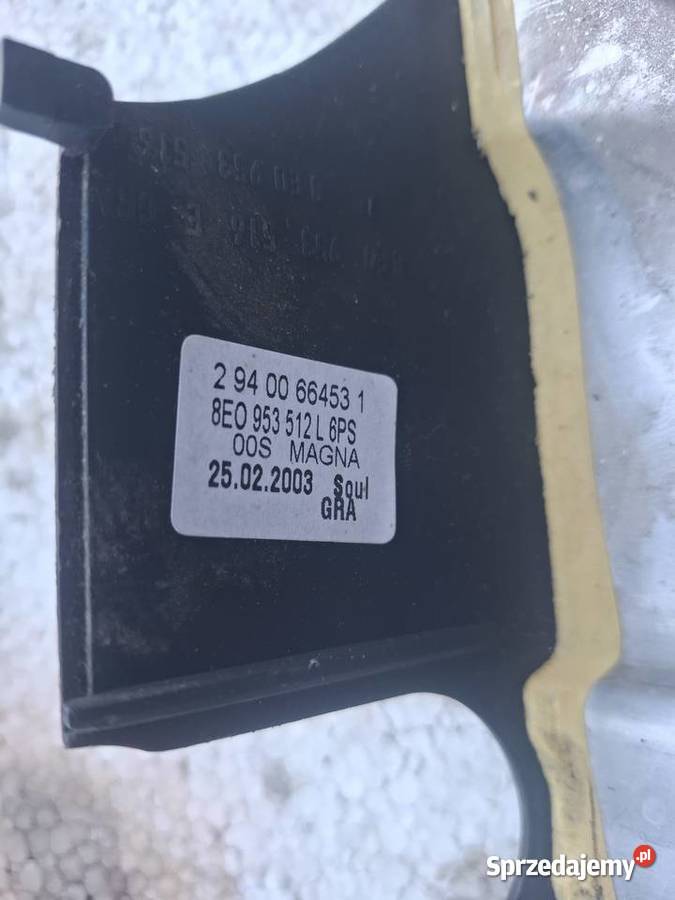 2 94 00 66453 1
8E0 953 512 L 6PS
00S MAGNA
25.02.2003 Soul
GRA
Sprzedajemy.pl